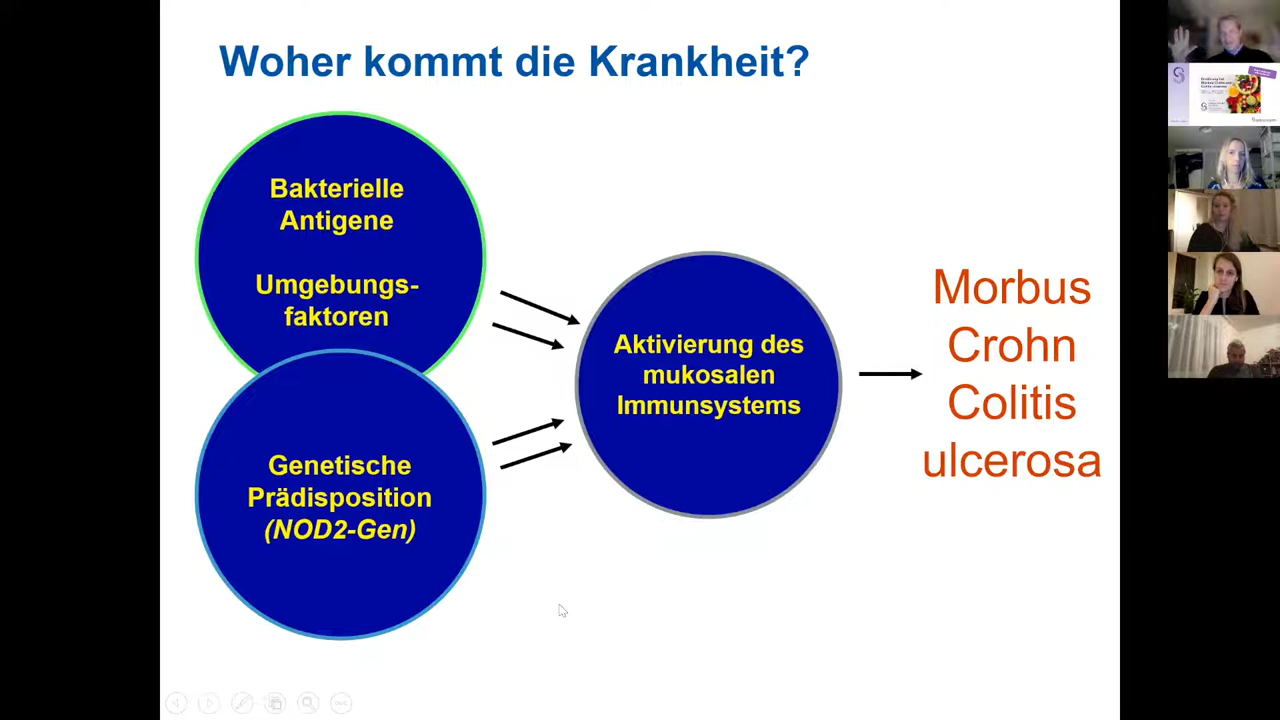 Woher kommt die Krankheit?
Bakterielle
Antigene
Umgebungs-
faktoren
Genetische
Prädisposition
(NOD2-Gen)
Aktivierung des
mukosalen
Immunsystems
Morbus
Crohn
Colitis
ulcerosa